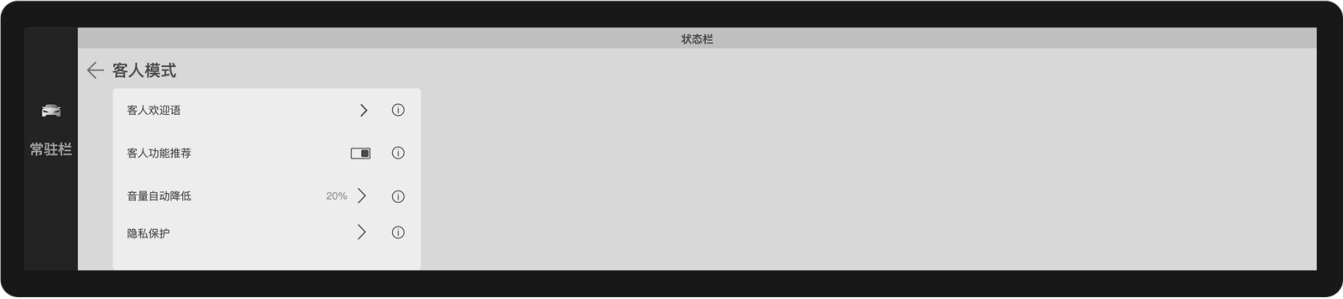 状态栏
客人模式
客人欢迎语
客人功能推荐
常驻栏
音量自动降低 20%
隐私保护